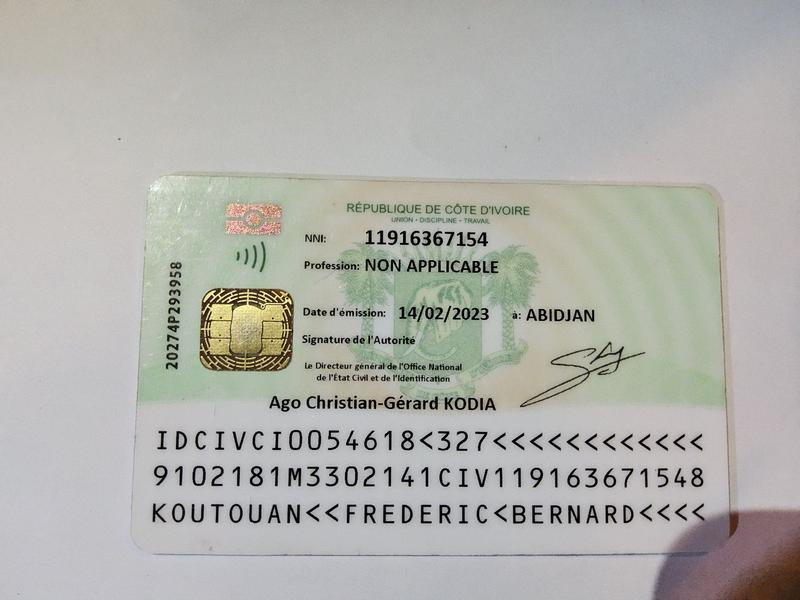 RÉPUBLIQUE DE CÔTE D'IVOIRE
UNION - DISCIPLINE - TRAVAIL
NNI: 11916367154
Profession: NON APPLICABLE
Date d'émission: 14/02/2023 à: ABIDJAN
Signature de l'Autorité
Le Directeur général de l'Office National
de l'État Civil et de l'Identification
Ago Christian-Gérard KODIA
20274P293958
IDCIVCI0054618<327<<<<<<<<<<<<
9102181M3302141CIV119163671548
KOUTOUAN<<FREDERIC<BERNARD<<<<